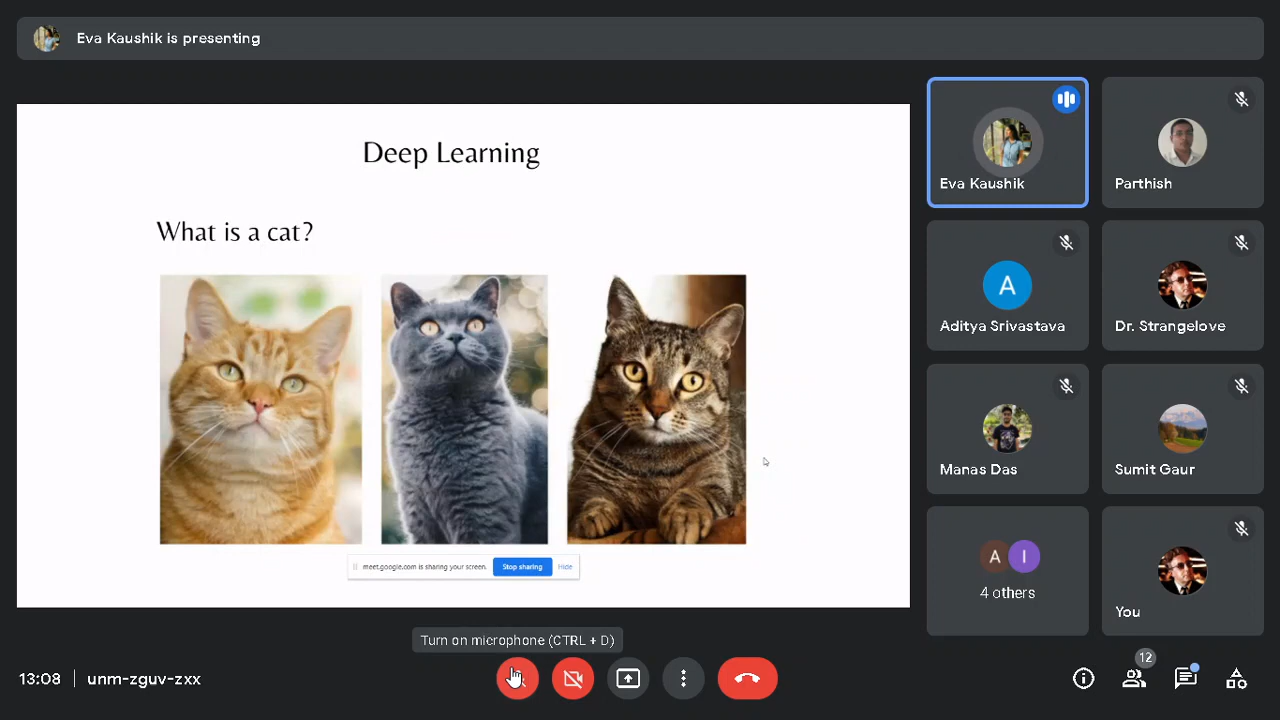 Eva Kaushik is presenting
Deep Learning
What is a cat?
meet.google.com is sharing your screen.
Stop sharing
Hide
Eva Kaushik
Parthish
A
Aditya Srivastava
Dr. Strangelove
Manas Das
Sumit Gaur
A I
4 others
You
Turn on microphone (CTRL + D)
13:08 | unm-zguv-zxx
12